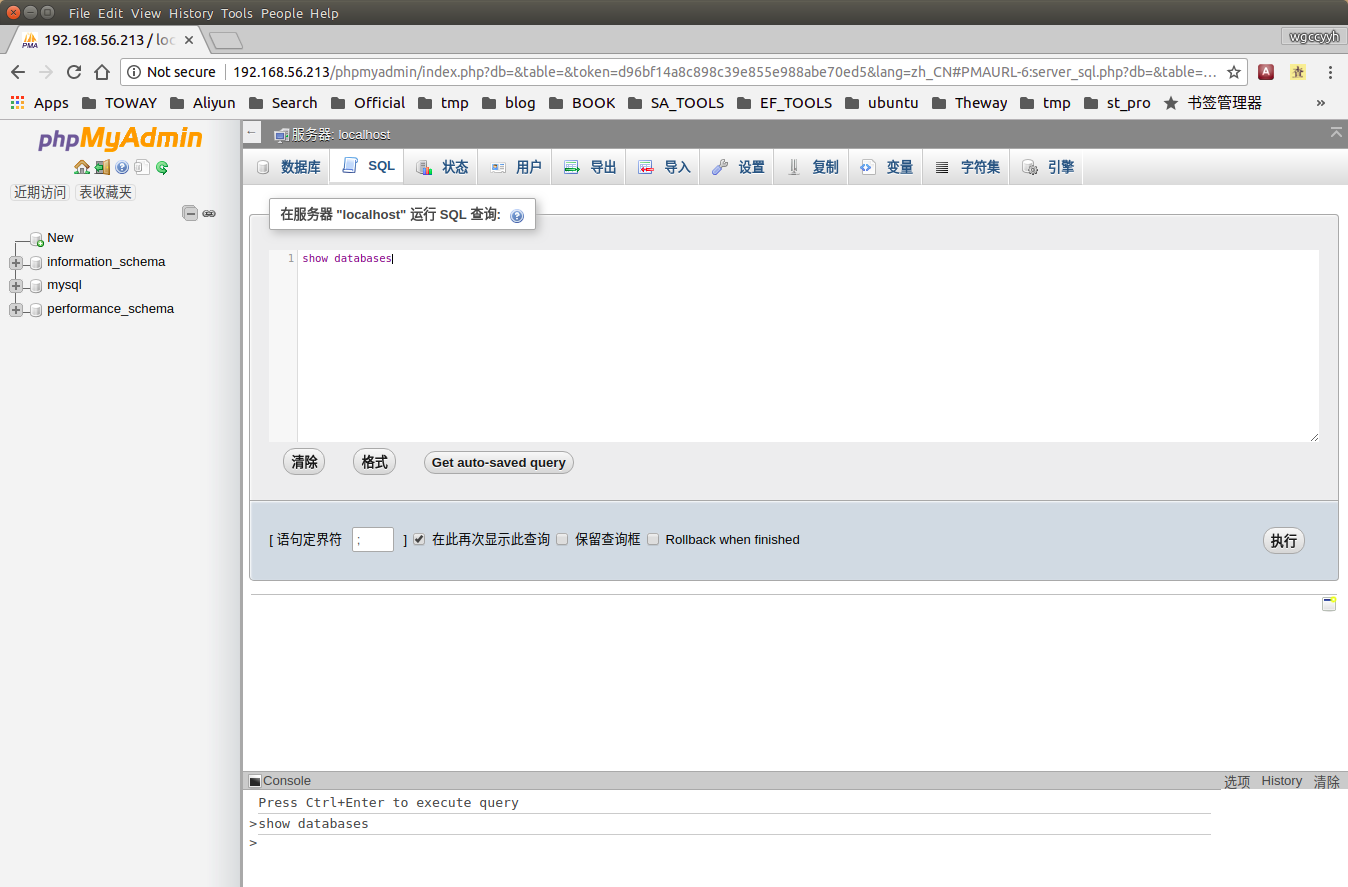 File Edit View History Tools People Help
PMA 192.168.56.213 / loc
wgccyyh
Not secure 192.168.56.213/phpmyadmin/index.php?db=&table=&token=d96bf14a8c898c39e855e988abe70ed5&lang=zh_CN#PMAURL-6:server_sql.php?db=&table=...
A
Apps TOWAY Aliyun Search Official tmp blog BOOK SA_TOOLS EF_TOOLS ubuntu Theway tmp st_pro 书签管理器 »
phpMyAdmin
近期访问 表收藏夹
New
information_schema
mysql
performance_schema
服务器: localhost
数据库 SQL 状态 用户 导出 导入 设置 复制 变量 字符集 引擎
在服务器 "localhost" 运行 SQL 查询:
1 show databases
清除 格式 Get auto-saved query
[ 语句定界符 ; ] 在此再次显示此查询 保留查询框 Rollback when finished 执行
Console 选项 History 清除
Press Ctrl+Enter to execute query
>show databases
>